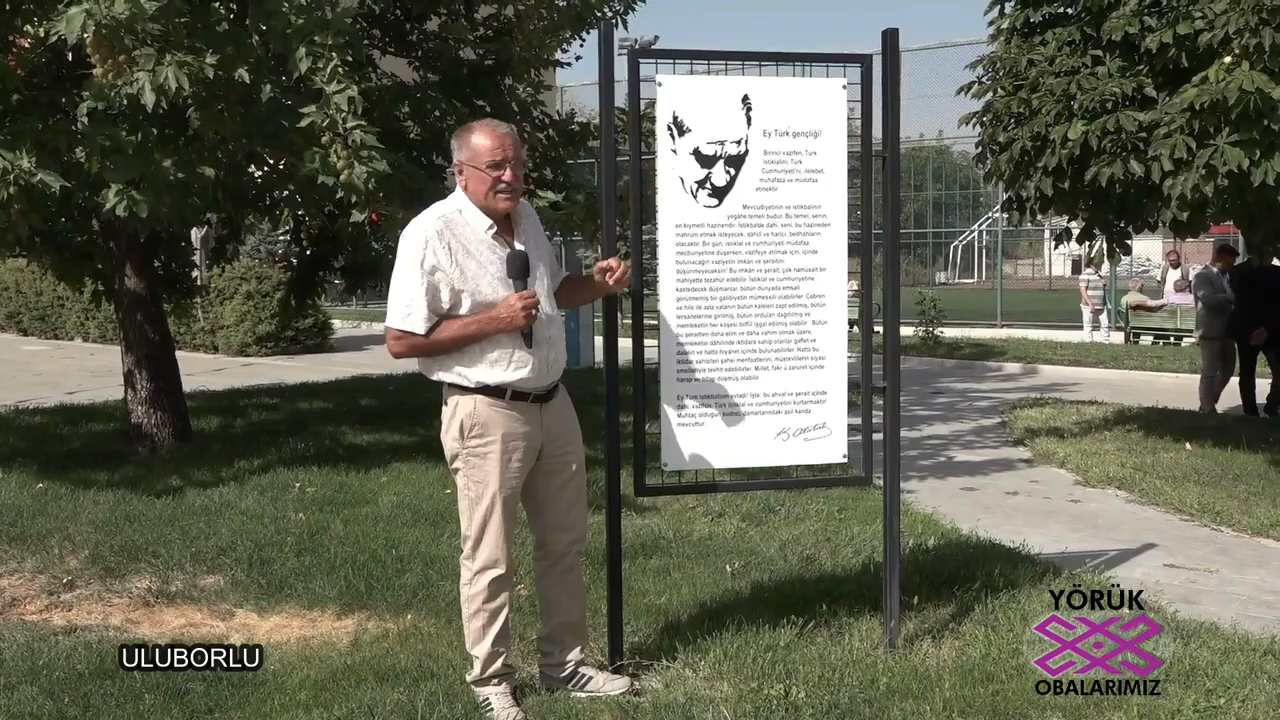 Ey Türk gençliği!
Birinci vazifen, Türk
istiklalini, Türk
Cumhuriyeti'ni, ilelebet,
muhafaza ve müdafaa
etmektir.
Mevcudiyetinin ve istikbalinin
yegâne temeli budur. Bu temel, senin,
en kıymetli hazinendir. İstikbalde dahi, seni, bu hazineden
mahrum etmek isteyecek, dâhilî ve haricî, bedhahların
olacaktır. Bir gün, istiklal ve cumhuriyeti müdafaa
mecburiyetine düşersen, vazifeye atılmak için, içinde
bulunacağın vaziyetin imkân ve şeraitini
düşünmeyeceksin! Bu imkân ve şerait, çok namüsait bir
mahiyette tezahür edebilir. İstiklal ve cumhuriyetine
kastedecek düşmanlar, bütün dünyada emsali
görülmemiş bir galibiyetin mümessili olabilirler. Cebren
ve hile ile aziz vatanın bütün kaleleri zapt edilmiş, bütün
tersanelerine girilmiş, bütün orduları dağıtılmış ve
memleketin her köşesi bilfiil işgal edilmiş olabilir. Bütün
bu şeraitten daha elim ve daha vahim olmak üzere,
memleketin dâhilinde iktidara sahip olanlar gaflet ve
dalalet ve hatta hıyanet içinde bulunabilirler. Hatta bu
iktidar sahipleri şahsi menfaatlerini, müstevlilerin siyasi
emelleriyle tevhit edebilirler. Millet, fakr u zaruret içinde
harap ve bitap düşmüş olabilir.
Ey Türk istikbalinin evladı! İşte; bu ahval ve şerait içinde
dahi, vazifen; Türk istiklal ve cumhuriyetini kurtarmaktır!
Muhtaç olduğun kudret, damarlarındaki asil kanda
mevcuttur.
K. Atatürk
ULUBORLU
YÖRÜK
OBALARIMIZ